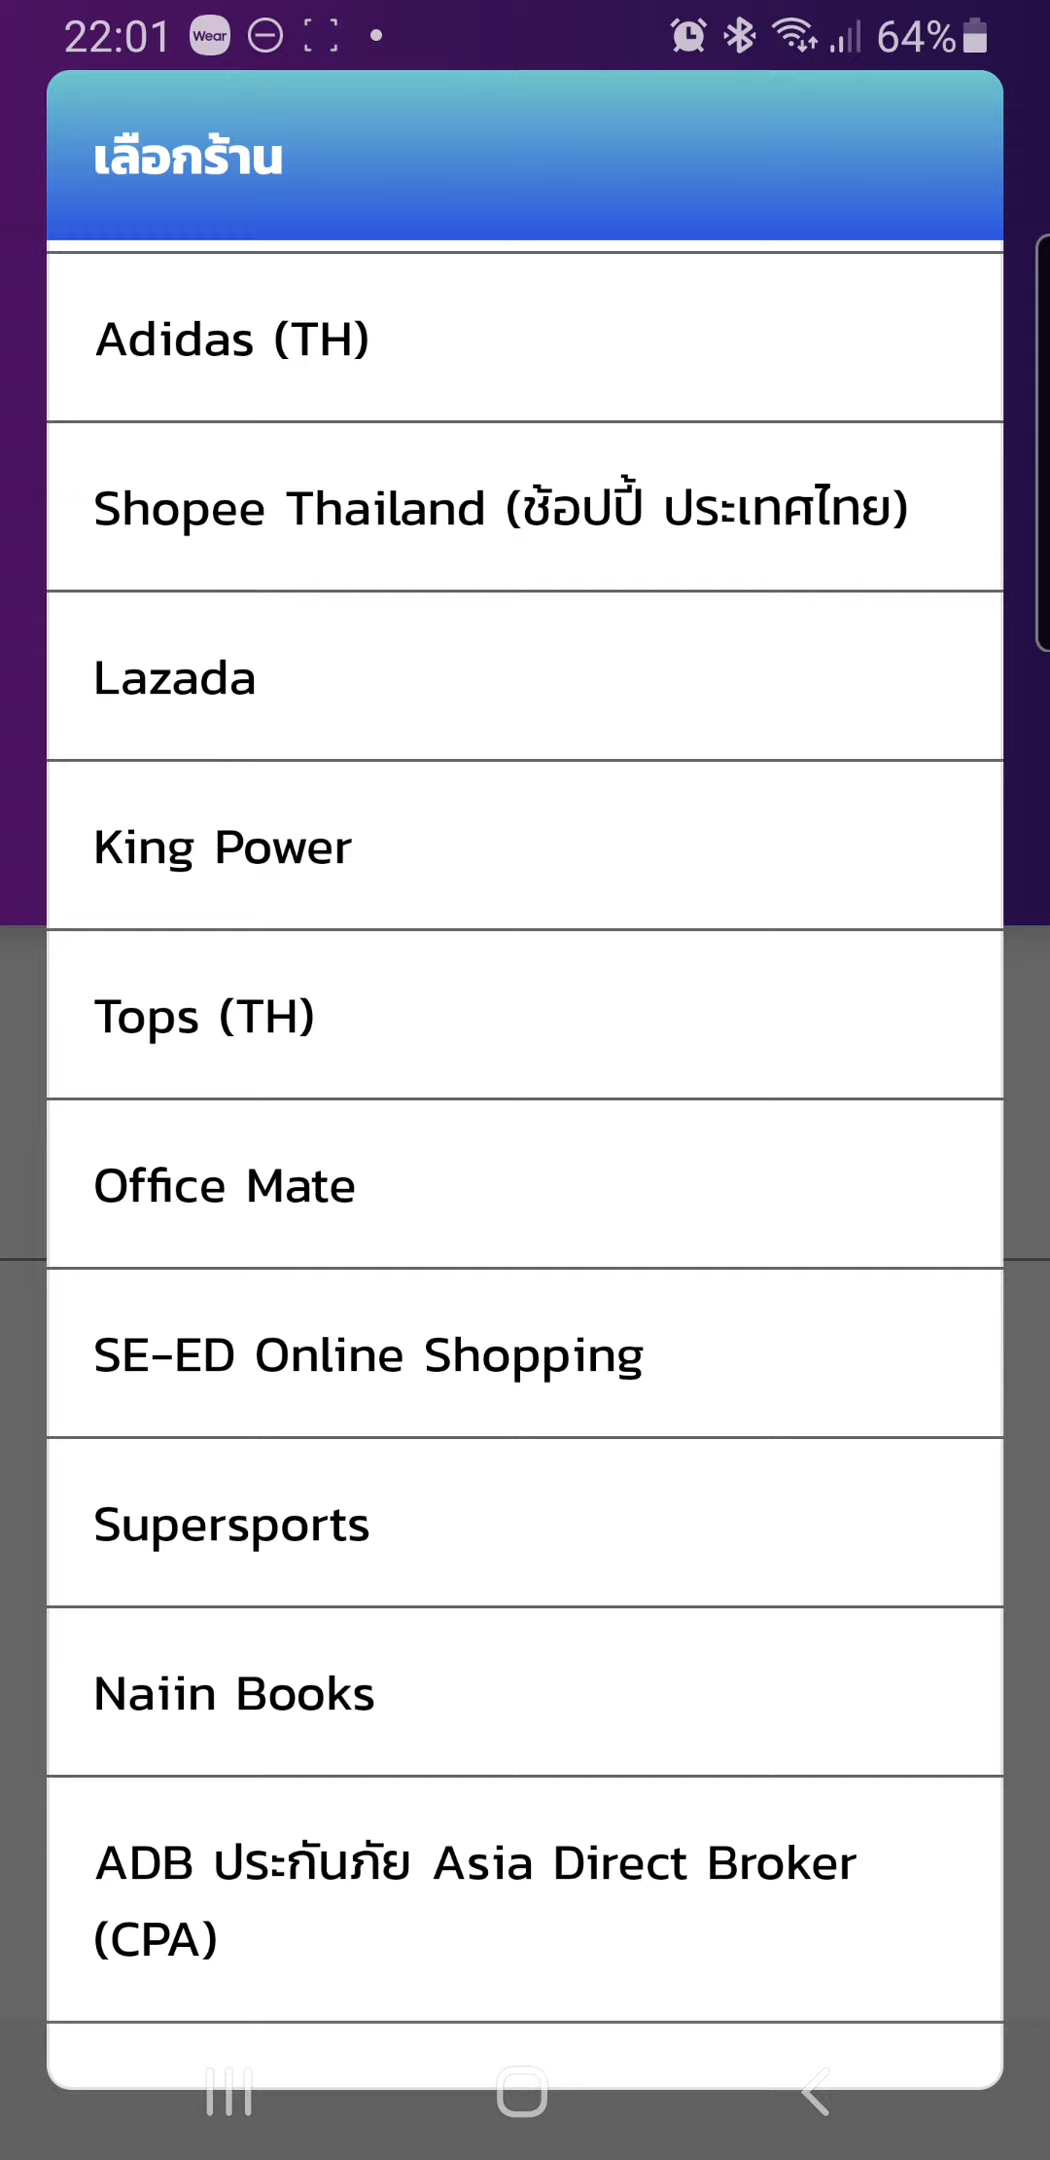 22:01 Wear 64%
เลือกร้าน
Adidas (TH)
Shopee Thailand (ช้อปปี้ ประเทศไทย)
Lazada
King Power
Tops (TH)
Office Mate
SE-ED Online Shopping
Supersports
Naiin Books
ADB ประกันภัย Asia Direct Broker
(CPA)